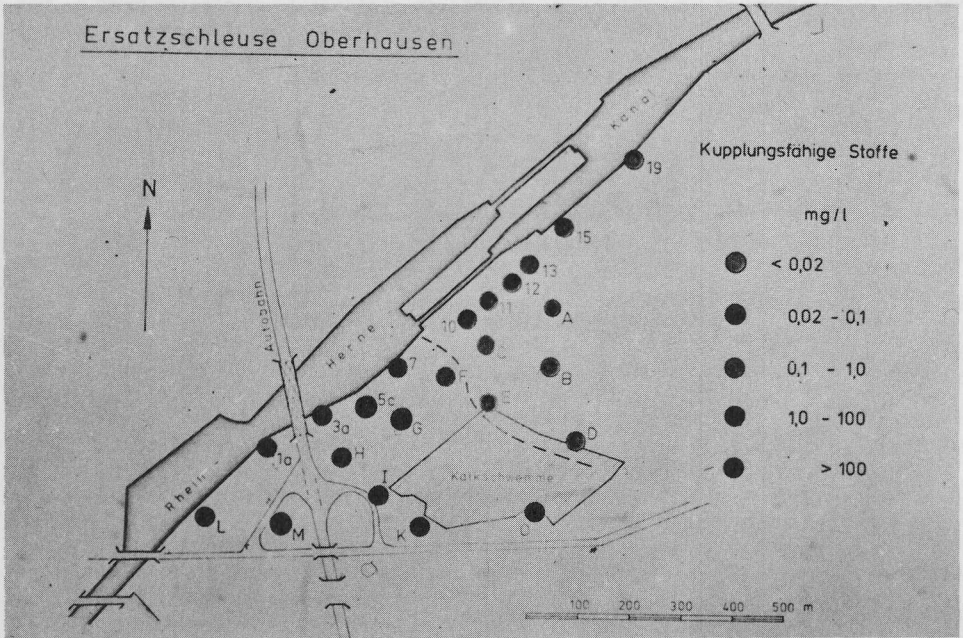 Ersatzschleuse Oberhausen
N
Kanal
Kupplungsfähige Stoffe
19
mg/l
15
< 0,02
13
12
Autobahn
11
A
0,02 - 0,1
10
Herne
C
7
F
B
0,1 - 1,0
E
5c
3a
G
1,0 - 100
D
1a
H
> 100
Kalkschwemme
I
Rhein
L
M
K
100 200 300 400 500 m